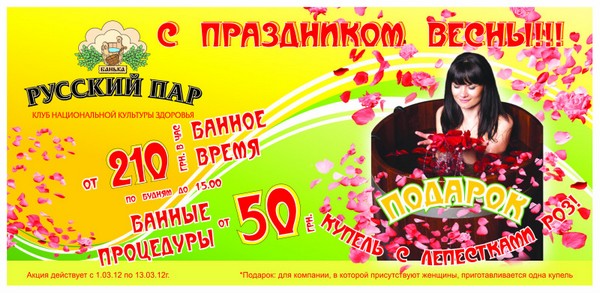 С ПРАЗДНИКОМ ВЕСНЫ!!!
БАНЬКА
РУССКИЙ ПАР
КЛУБ НАЦИОНАЛЬНОЙ КУЛЬТУРЫ ЗДОРОВЬЯ
от 210 ГРН. В ЧАС
БАННОЕ
ВРЕМЯ
по будням до 15.00
БАННЫЕ
ПРОЦЕДУРЫ
от 50 ГРН.
ПОДАРОК
КУПЕЛЬ С ЛЕПЕСТКАМИ РОЗ!
Акция действует с 1.03.12 по 13.03.12г.
*Подарок: для компании, в которой присутствуют женщины, приготавливается одна купель